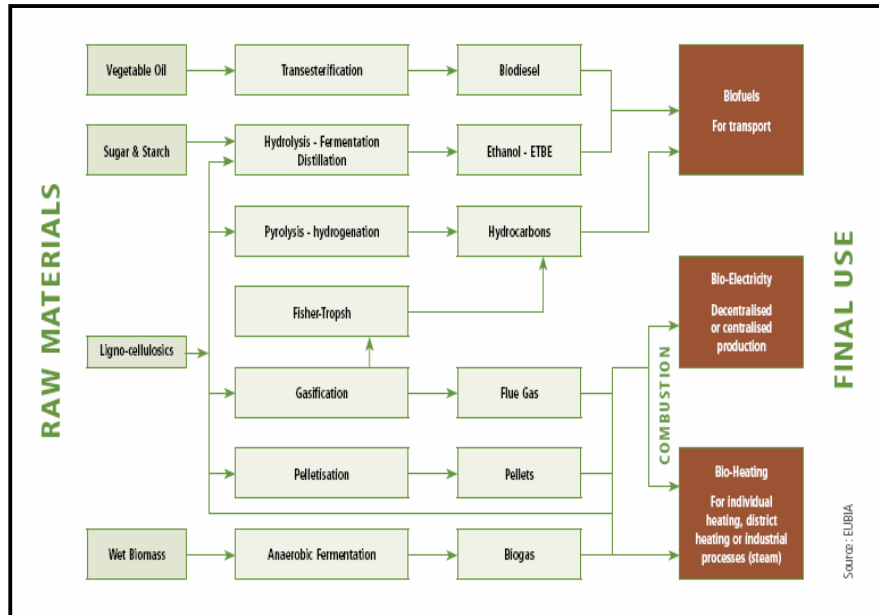 RAW MATERIALS
Vegetable Oil
Transesterification
Biodiesel
Biofuels
For transport
Sugar & Starch
Hydrolysis - Fermentation
Distillation
Ethanol - ETBE
Pyrolysis - hydrogenation
Hydrocarbons
Fisher-Tropsh
Bio-Electricity
Decentralised
or centralised
production
Ligno-cellulosics
Gasification
Flue Gas
COMBUSTION
Pelletisation
Pellets
Bio-Heating
For individual
heating, district
heating or industrial
processes (steam)
Wet Biomass
Anaerobic Fermentation
Biogas
FINAL USE
Source: EUBIA